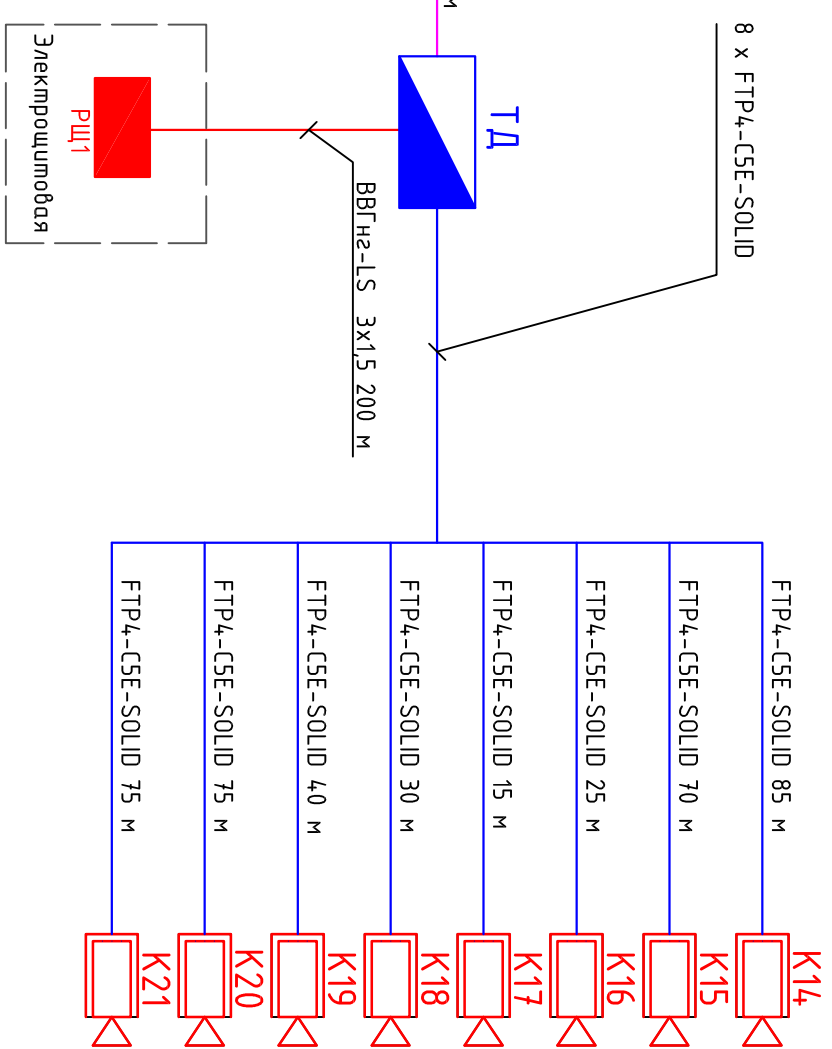 8 x FTP4-C5E-SOLID
ТД
м
ВВГнг-LS 3x1,5 200 м
РЩ1
Электрощитовая
FTP4-C5E-SOLID 85 м
К14
FTP4-C5E-SOLID 70 м
К15
FTP4-C5E-SOLID 25 м
К16
FTP4-C5E-SOLID 15 м
К17
FTP4-C5E-SOLID 30 м
К18
FTP4-C5E-SOLID 40 м
К19
FTP4-C5E-SOLID 75 м
К20
FTP4-C5E-SOLID 75 м
К21